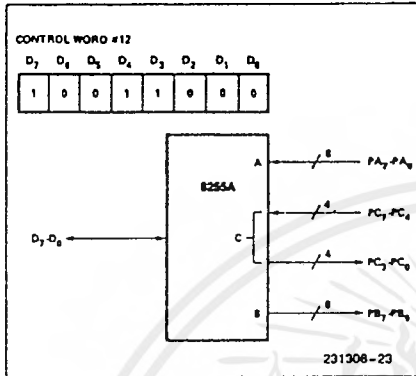 CONTROL WORD #12
D7 D6 D5 D4 D3 D2 D1 D0
1 0 0 1 1 0 0 0
8255A
A 8 PA7-PA0
4 PC7-PC4
D7-D0 C
4 PC3-PC0
B 8 PB7-PB0
231306-23